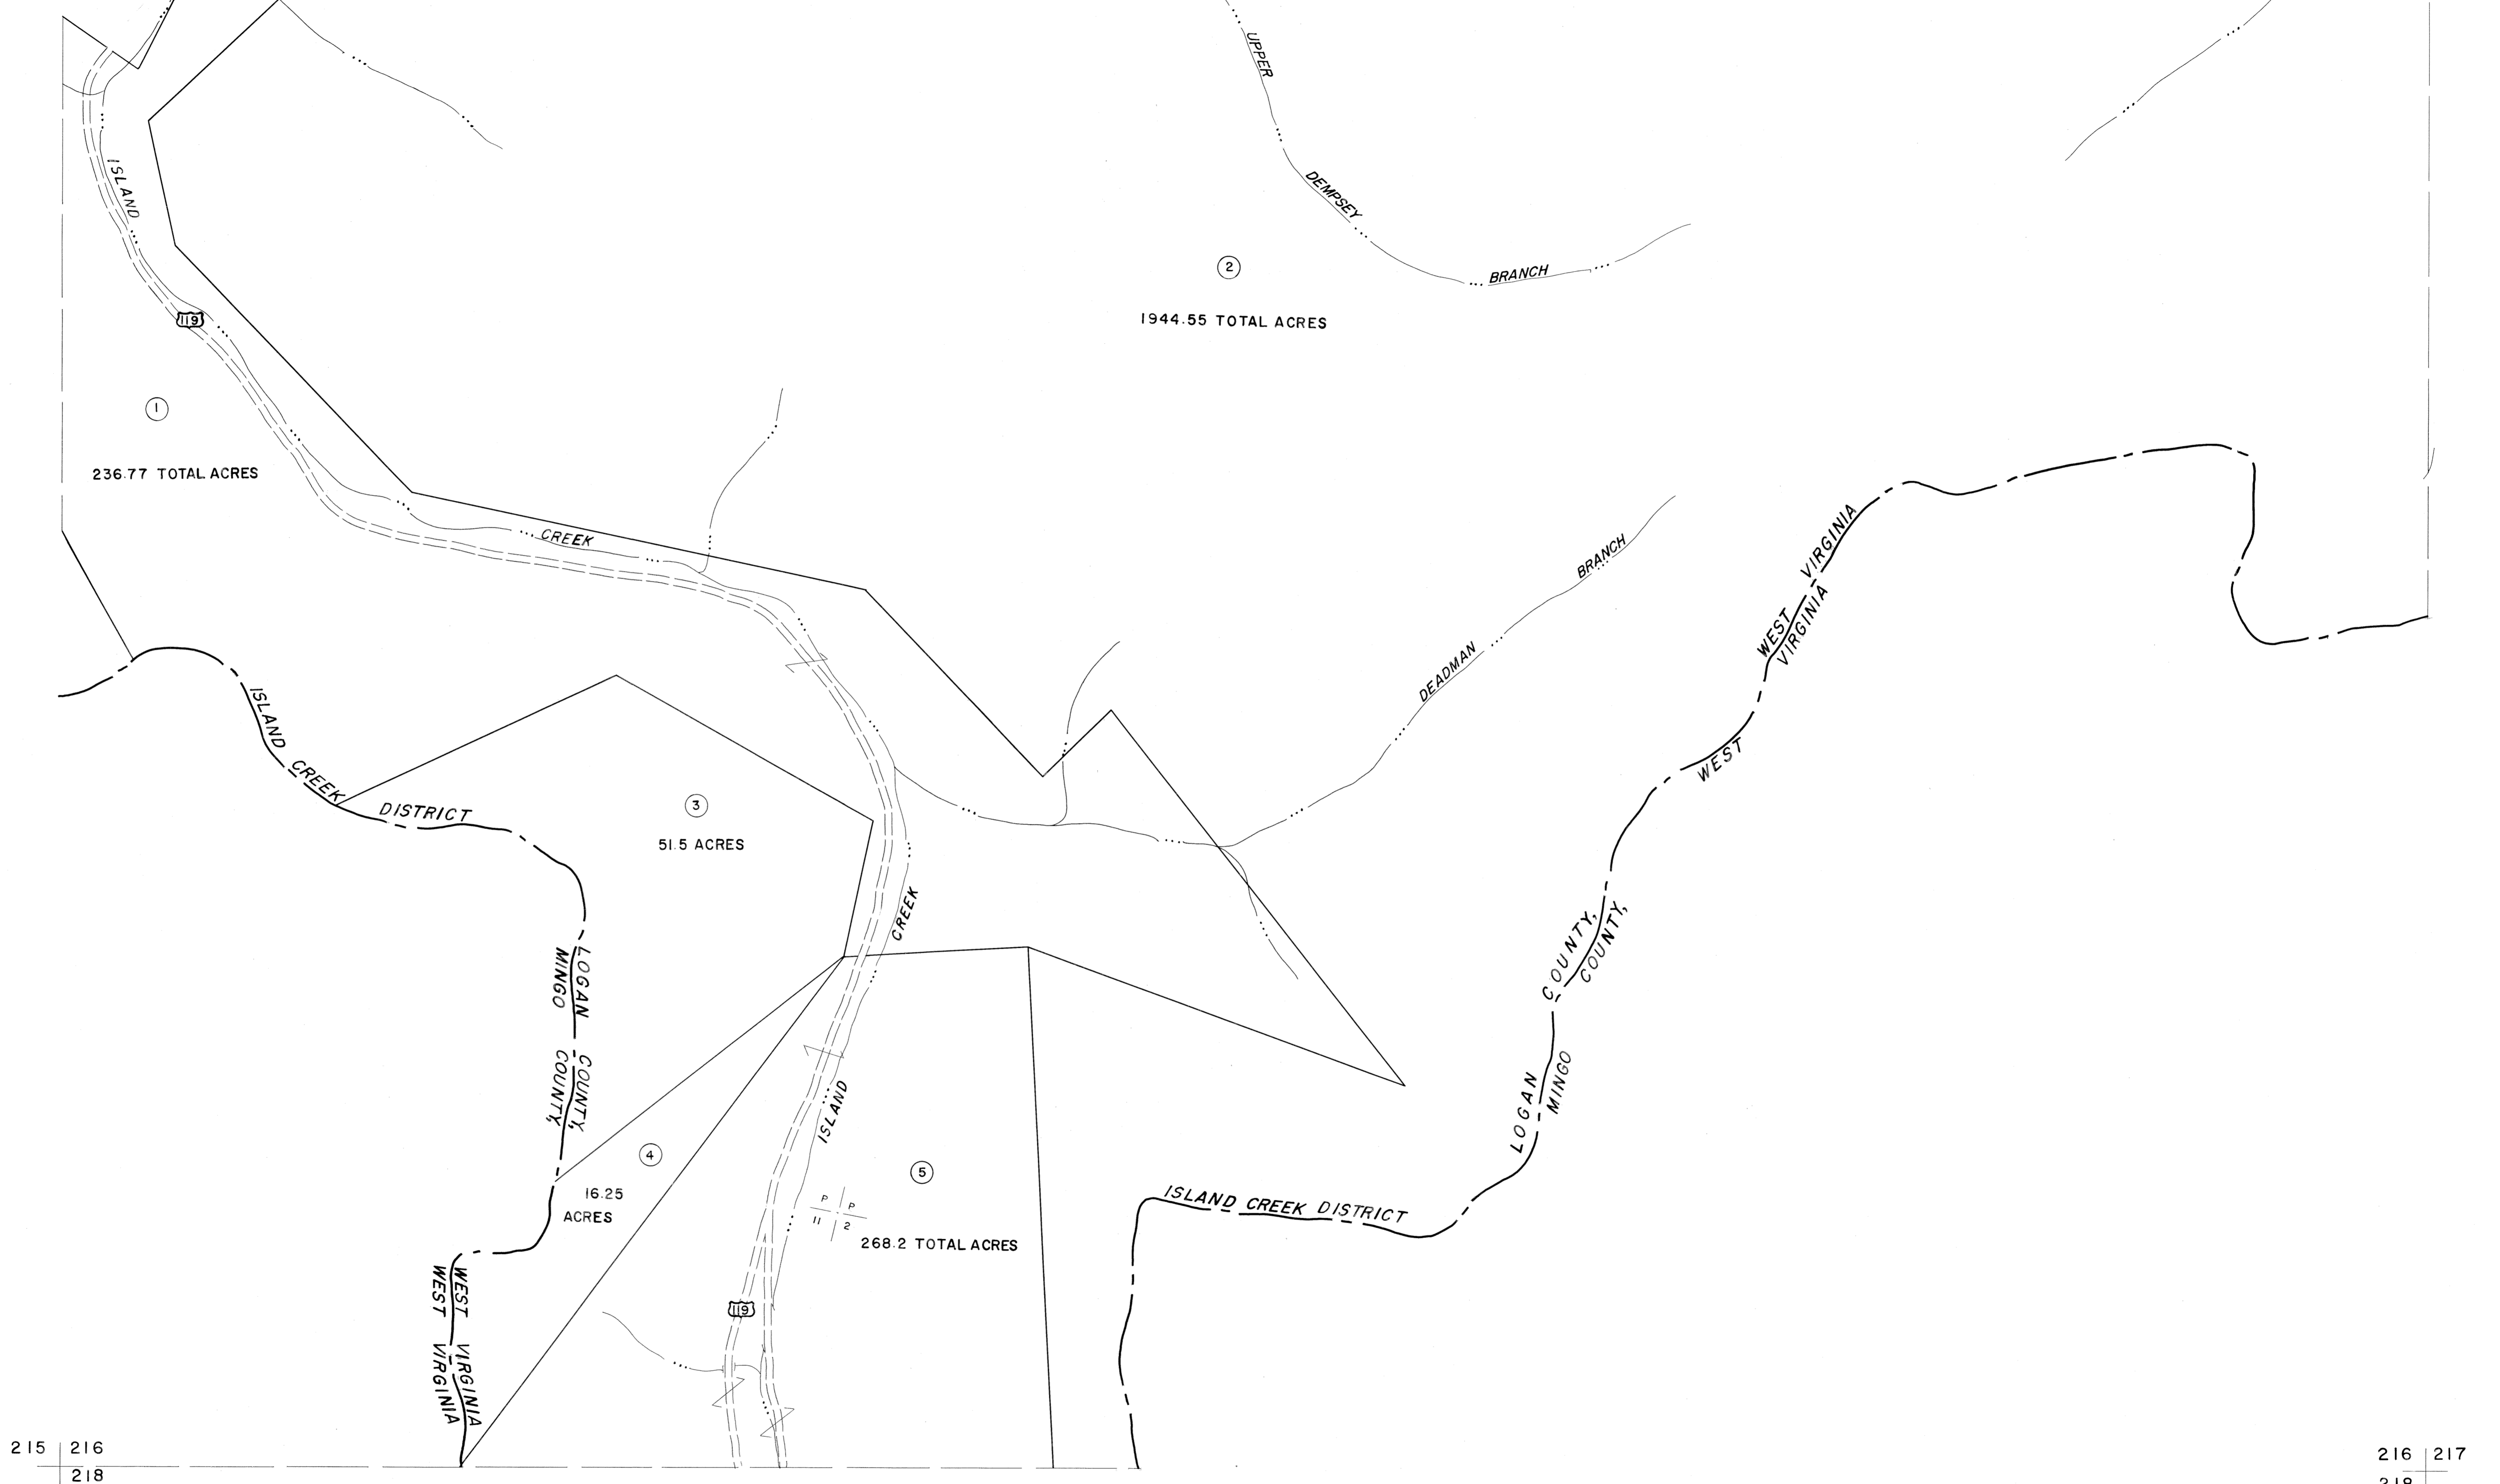 UPPER
DEMPSEY
BRANCH
ISLAND
2
1944.55 TOTAL ACRES
119
1
236.77 TOTAL ACRES
CREEK
BRANCH
DEADMAN
WEST VIRGINIA
WEST VIRGINIA
ISLAND CREEK DISTRICT
3
51.5 ACRES
CREEK
ISLAND
LOGAN COUNTY,
MINGO COUNTY,
LOGAN COUNTY,
MINGO COUNTY,
4
16.25
ACRES
5
P P
11 2
268.2 TOTAL ACRES
ISLAND CREEK DISTRICT
119
WEST VIRGINIA
WEST VIRGINIA
215 216
218
216 217
218